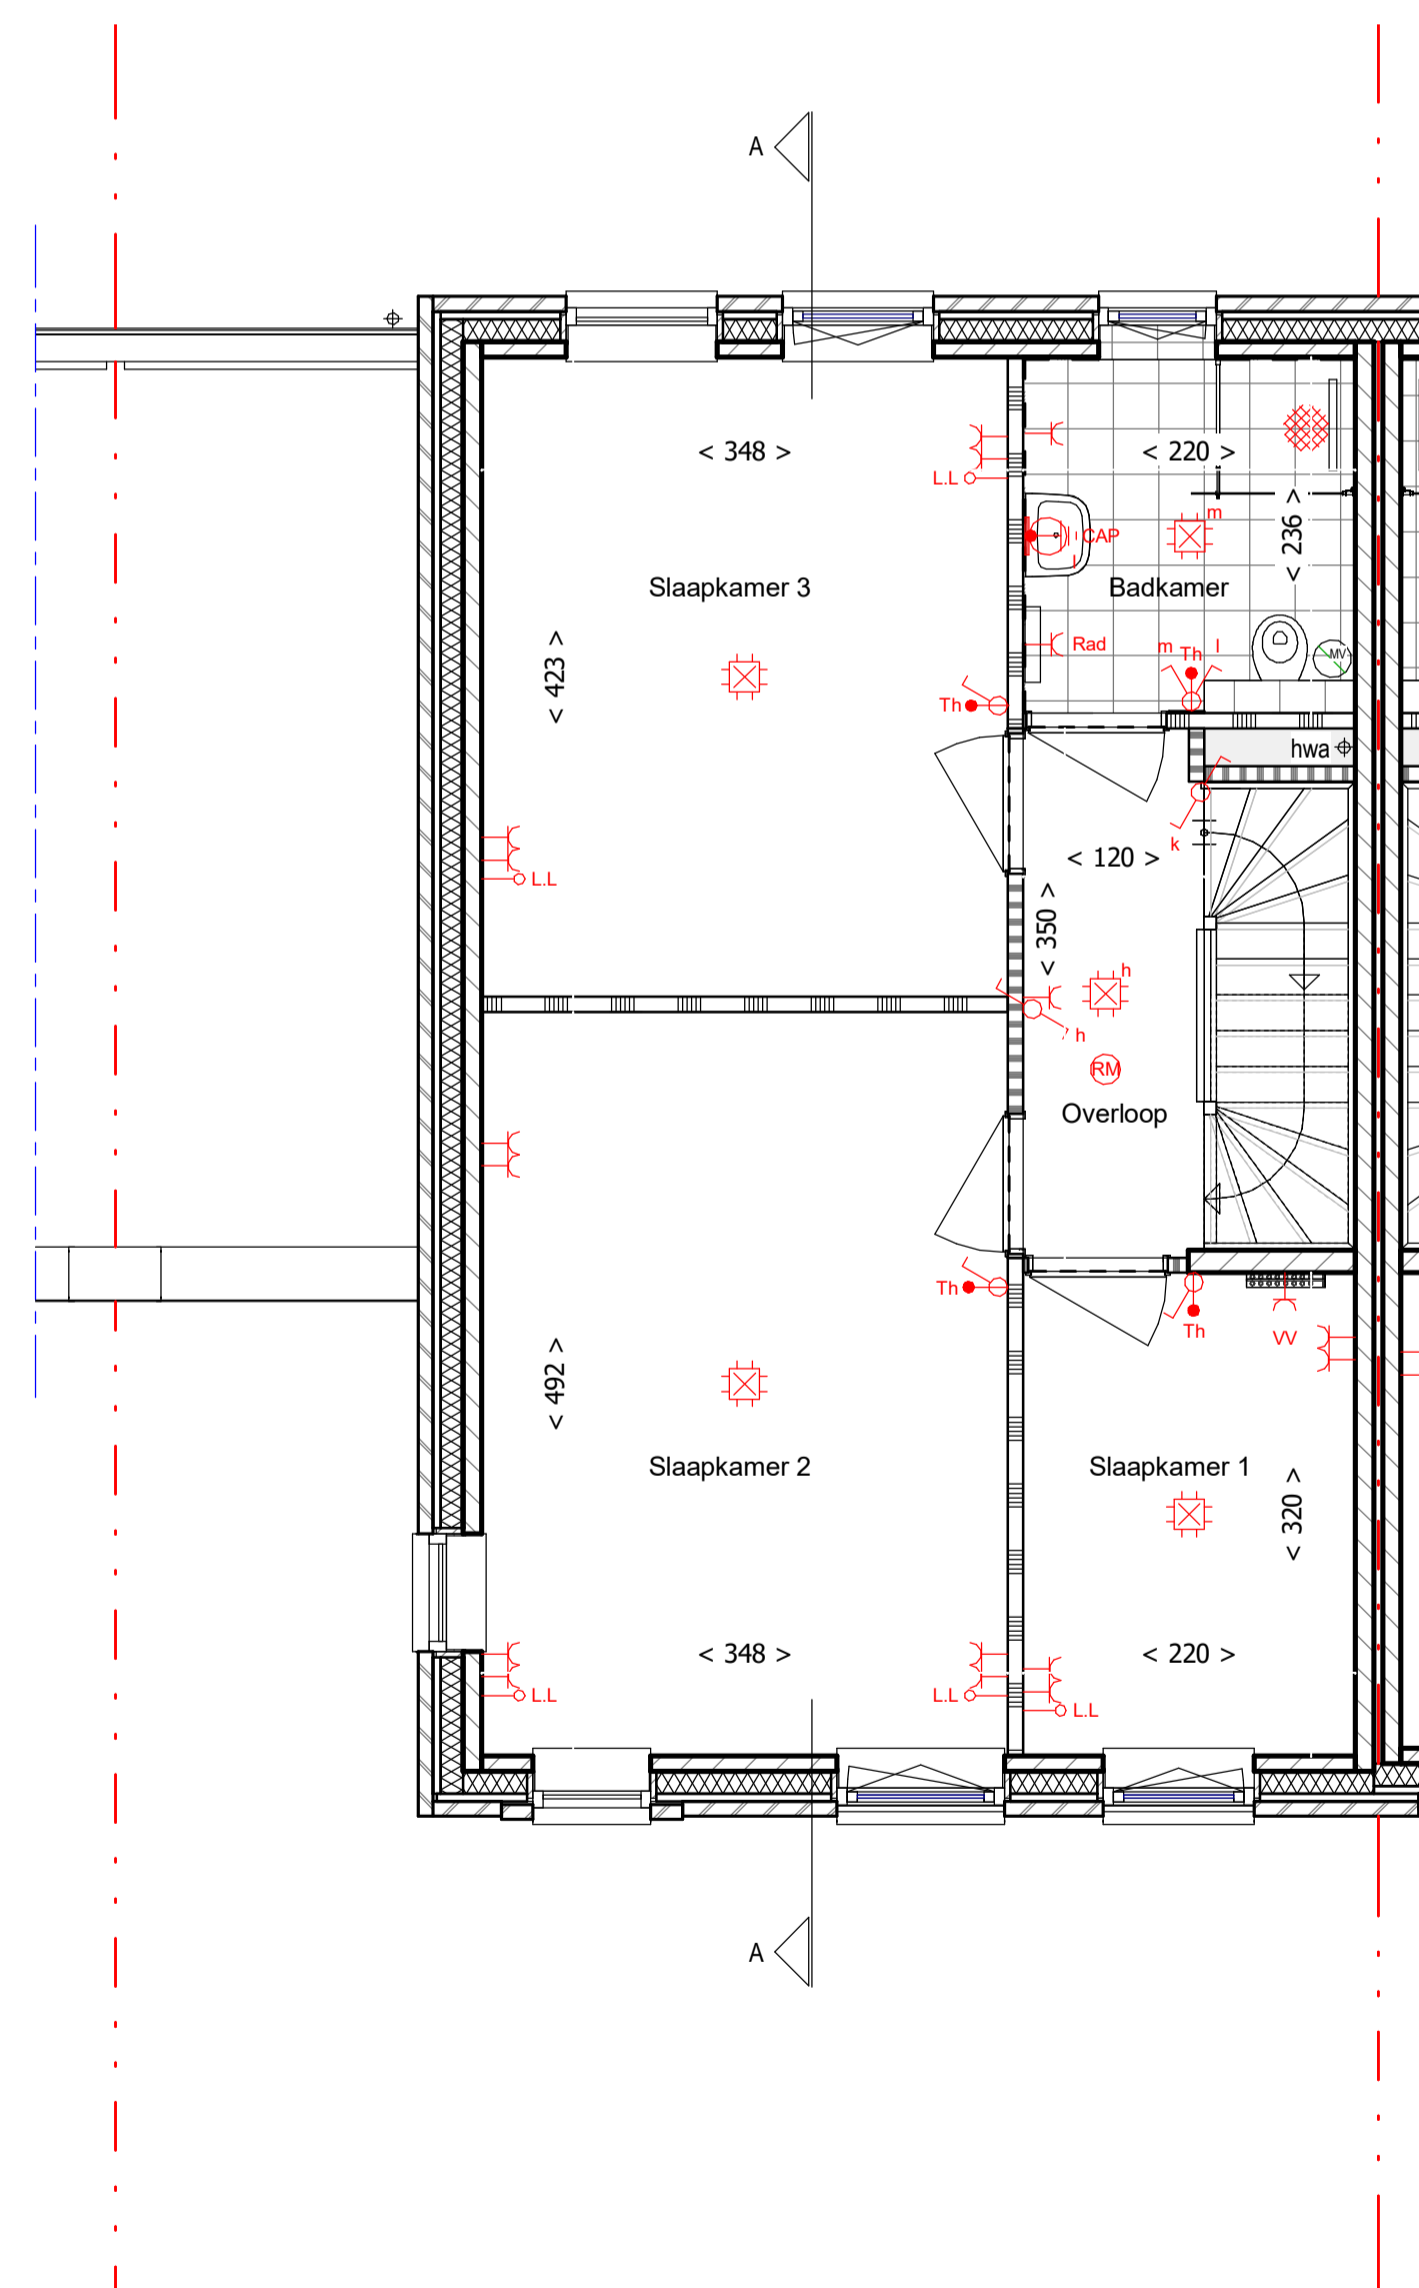 A
< 348 >
< 220 >
L.L
m
CAP
l
< 236 >
Slaapkamer 3
Badkamer
< 423 >
Rad
m Th l
MV
Th
hwa
k
< 120 >
L.L
< 350 >
h
h
RM
Overloop
Th
Th
VV
< 492 >
Slaapkamer 2
Slaapkamer 1
< 320 >
< 348 >
< 220 >
L.L
L.L
L.L
A